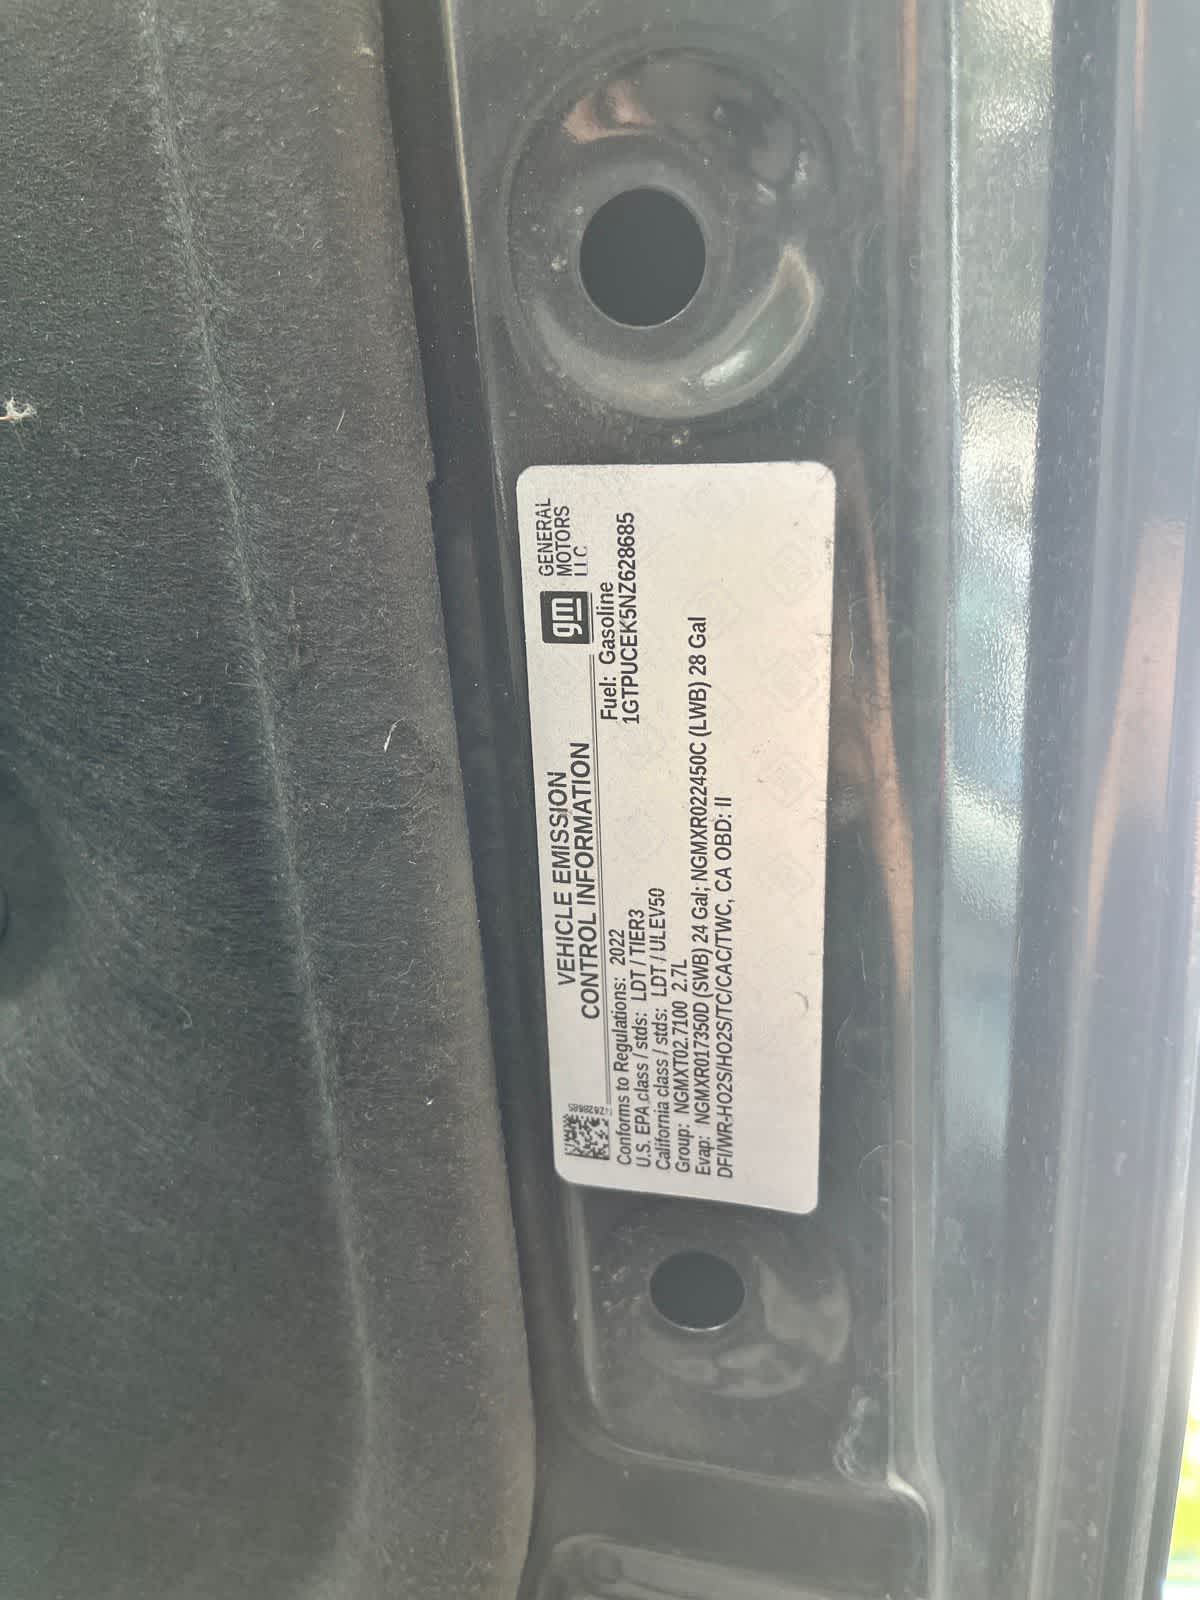 VEHICLE EMISSION
CONTROL INFORMATION
gm
GENERAL
MOTORS
LLC
Fuel: Gasoline
1GTPUCEK5NZ628685
Conforms to Regulations: 2022
U.S. EPA class / stds: LDT / TIER3
California class / stds: LDT / ULEV50
Group: NGMXT02.7100 2.7L
Evap: NGMXR017350D (SWB) 24 Gal; NGMXR022450C (LWB) 28 Gal
DFI/WR-HO2S/HO2S/TC/CAC/TWC, CA OBD: II